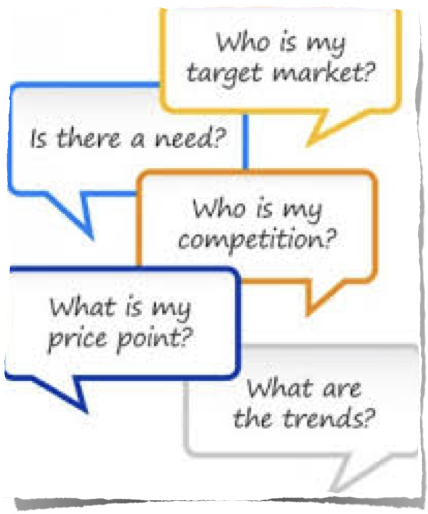 Who is my
target market?
Is there a need?
Who is my
competition?
What is my
price point?
What are
the trends?